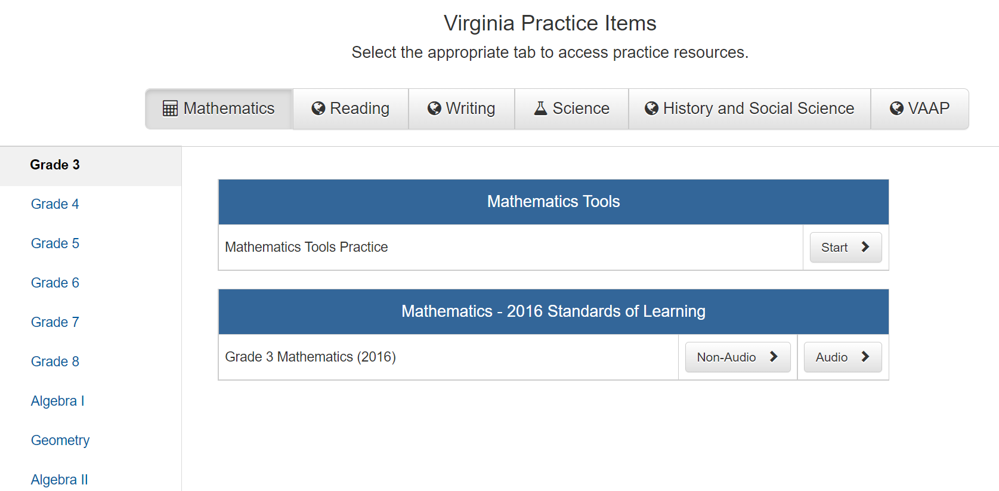 Virginia Practice Items
Select the appropriate tab to access practice resources.
Mathematics Reading Writing Science History and Social Science VAAP
Grade 3
Grade 4
Grade 5
Grade 6
Grade 7
Grade 8
Algebra I
Geometry
Algebra II
Mathematics Tools
Mathematics Tools Practice Start
Mathematics - 2016 Standards of Learning
Grade 3 Mathematics (2016) Non-Audio Audio